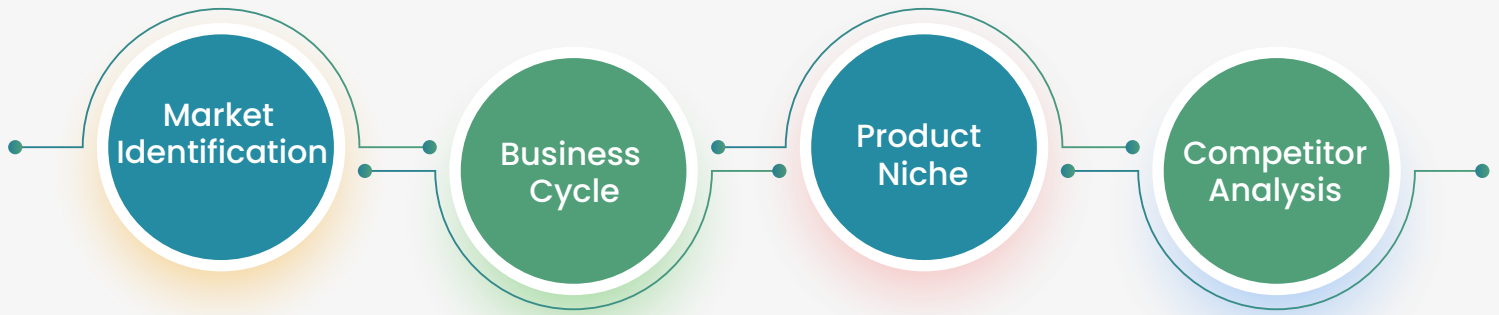 Market
Identification
Business
Cycle
Product
Niche
Competitor
Analysis